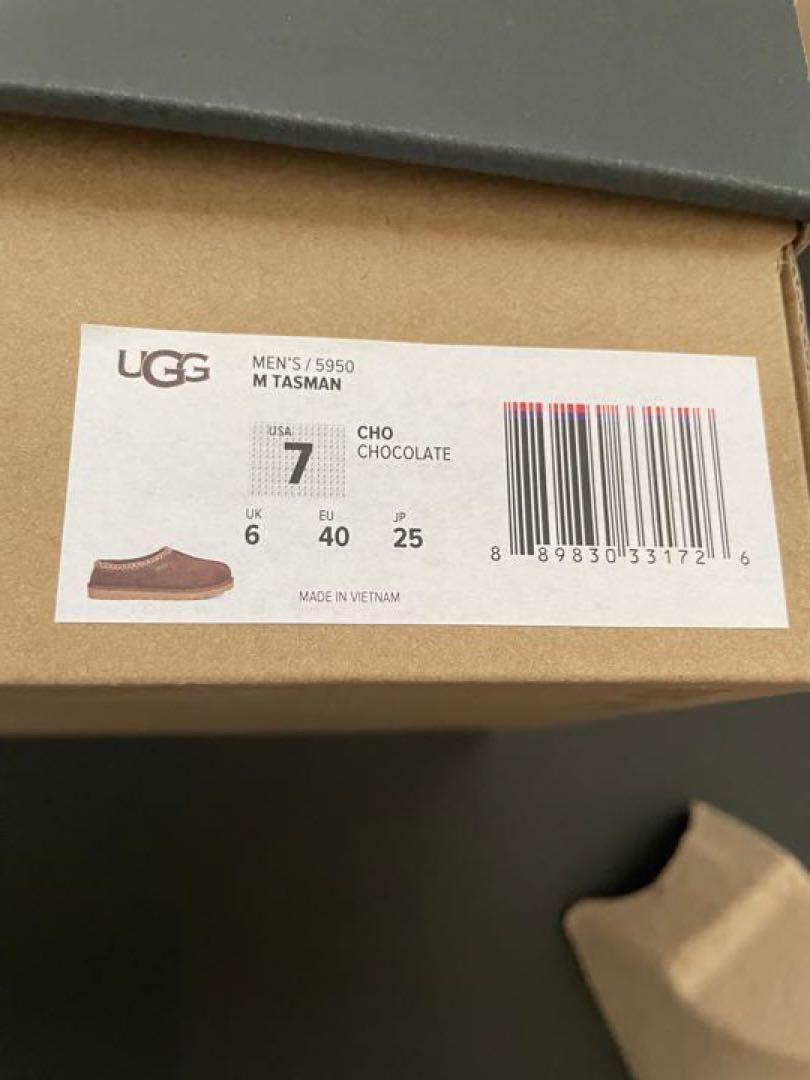 UGG
MEN'S / 5950
M TASMAN
USA
7
CHO
CHOCOLATE
UK
6
EU
40
JP
25
MADE IN VIETNAM
8 89830 33172 6